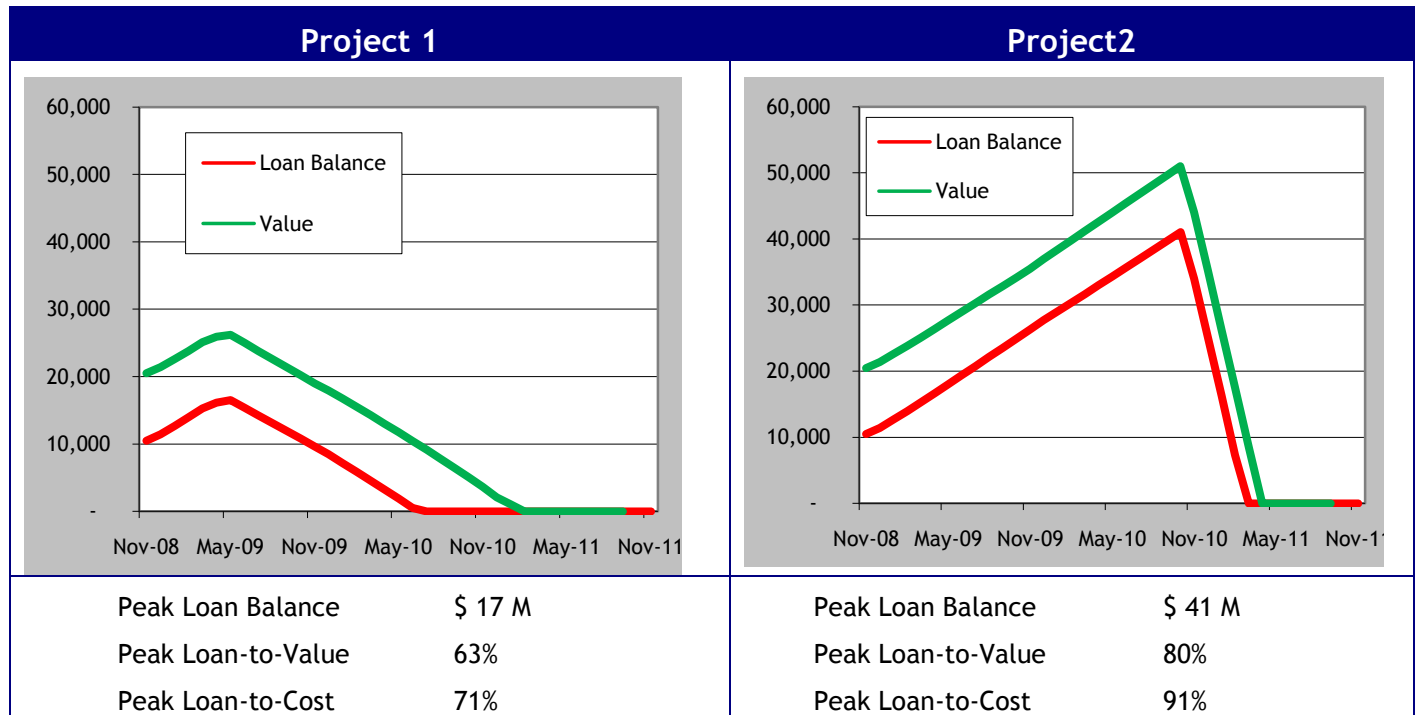 Project 1
60,000
50,000
40,000
30,000
20,000
10,000
-
Loan Balance
Value
Nov-08 May-09 Nov-09 May-10 Nov-10 May-11 Nov-11
Peak Loan Balance $ 17 M
Peak Loan-to-Value 63%
Peak Loan-to-Cost 71%
Project2
60,000
50,000
40,000
30,000
20,000
10,000
-
Loan Balance
Value
Nov-08 May-09 Nov-09 May-10 Nov-10 May-11 Nov-11
Peak Loan Balance $ 41 M
Peak Loan-to-Value 80%
Peak Loan-to-Cost 91%